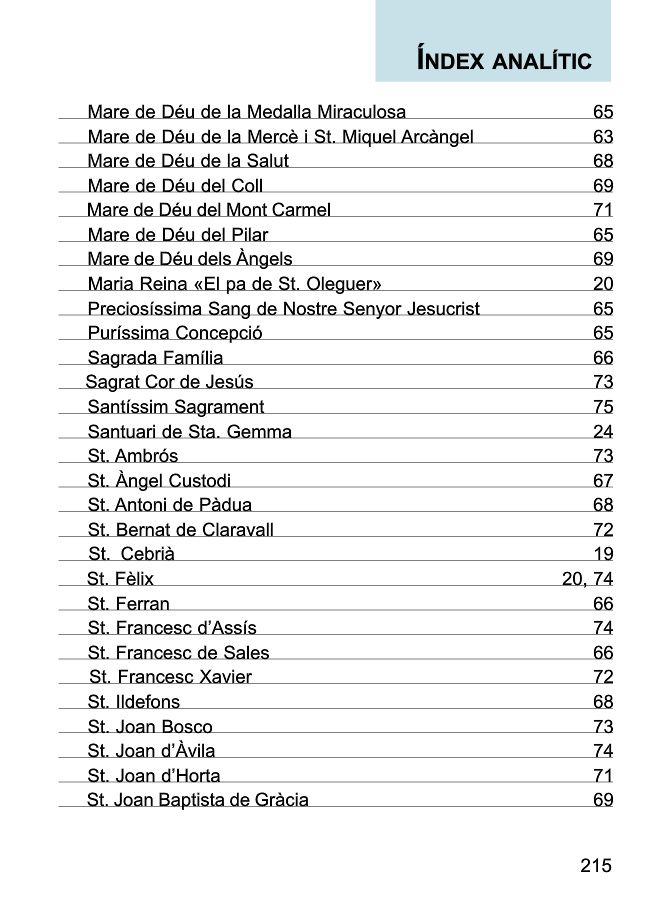 ÍNDEX ANALÍTIC
Mare de Déu de la Medalla Miraculosa 65
Mare de Déu de la Mercè i St. Miquel Arcàngel 63
Mare de Déu de la Salut 68
Mare de Déu del Coll 69
Mare de Déu del Mont Carmel 71
Mare de Déu del Pilar 65
Mare de Déu dels Àngels 69
Maria Reina «El pa de St. Oleguer» 20
Preciosíssima Sang de Nostre Senyor Jesucrist 65
Puríssima Concepció 65
Sagrada Família 66
Sagrat Cor de Jesús 73
Santíssim Sagrament 75
Santuari de Sta. Gemma 24
St. Ambrós 73
St. Àngel Custodi 67
St. Antoni de Pàdua 68
St. Bernat de Claravall 72
St. Cebrià 19
St. Fèlix 20, 74
St. Ferran 66
St. Francesc d'Assís 74
St. Francesc de Sales 66
St. Francesc Xavier 72
St. Ildefons 68
St. Joan Bosco 73
St. Joan d'Àvila 74
St. Joan d'Horta 71
St. Joan Baptista de Gràcia 69
215